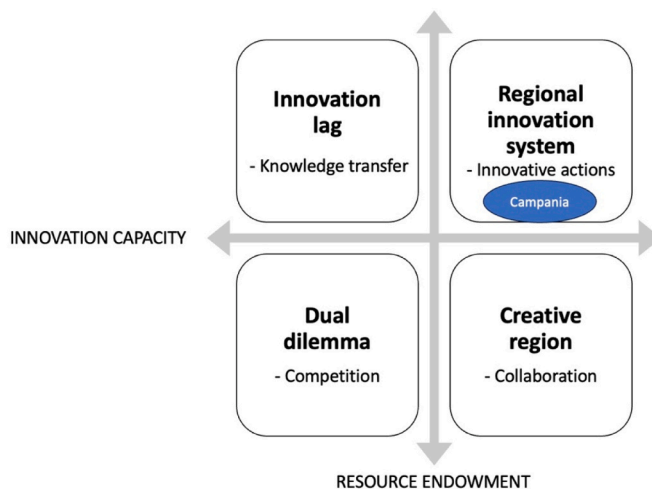 Innovation
lag
- Knowledge transfer
Regional
innovation
system
- Innovative actions
Campania
INNOVATION CAPACITY
Dual
dilemma
- Competition
Creative
region
- Collaboration
RESOURCE ENDOWMENT